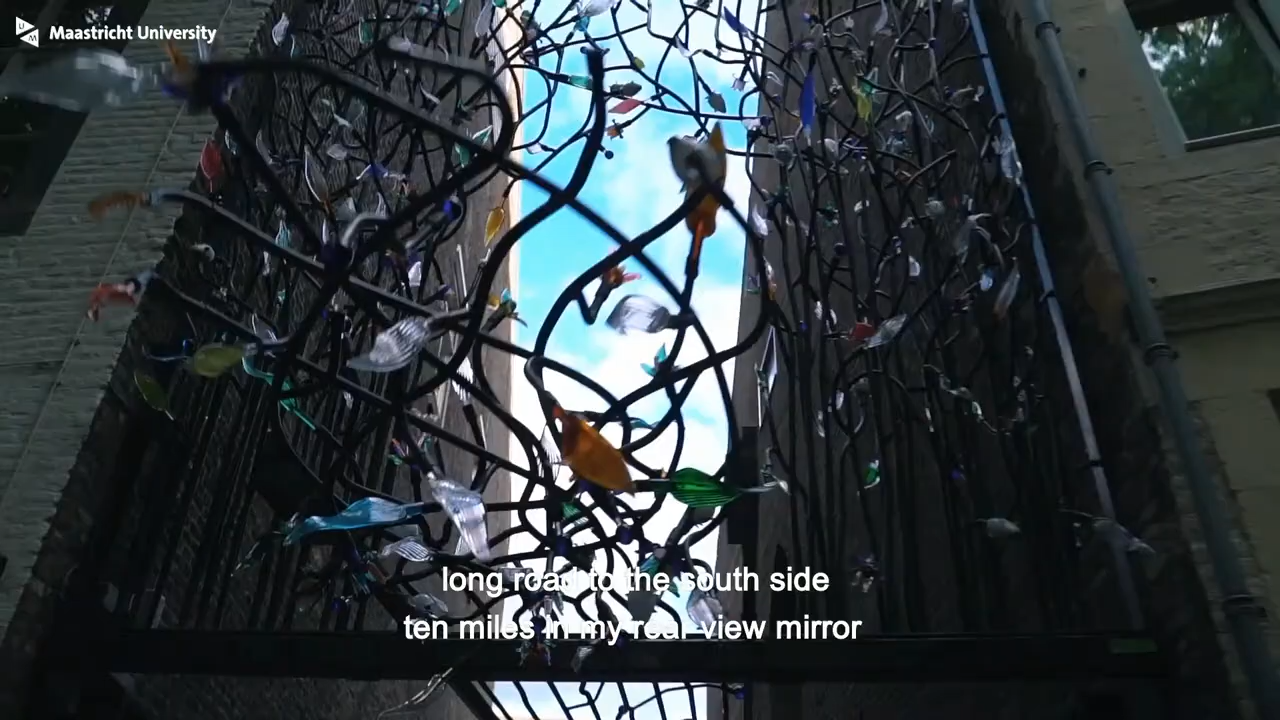 Maastricht University
long road to the south side
ten miles in my rear view mirror